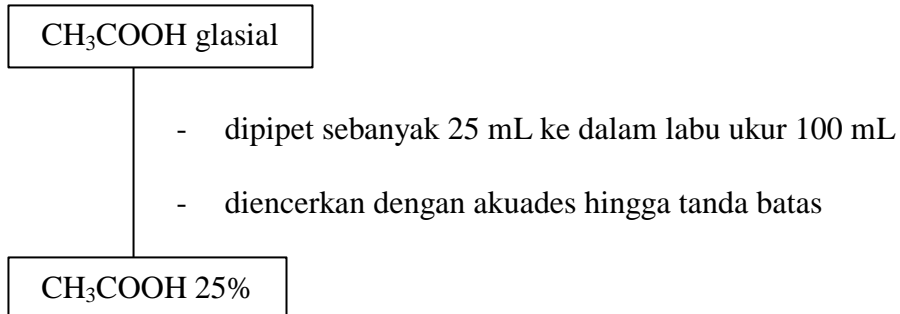 CH₃COOH glasial
- dipipet sebanyak 25 mL ke dalam labu ukur 100 mL
- diencerkan dengan akuades hingga tanda batas
CH₃COOH 25%